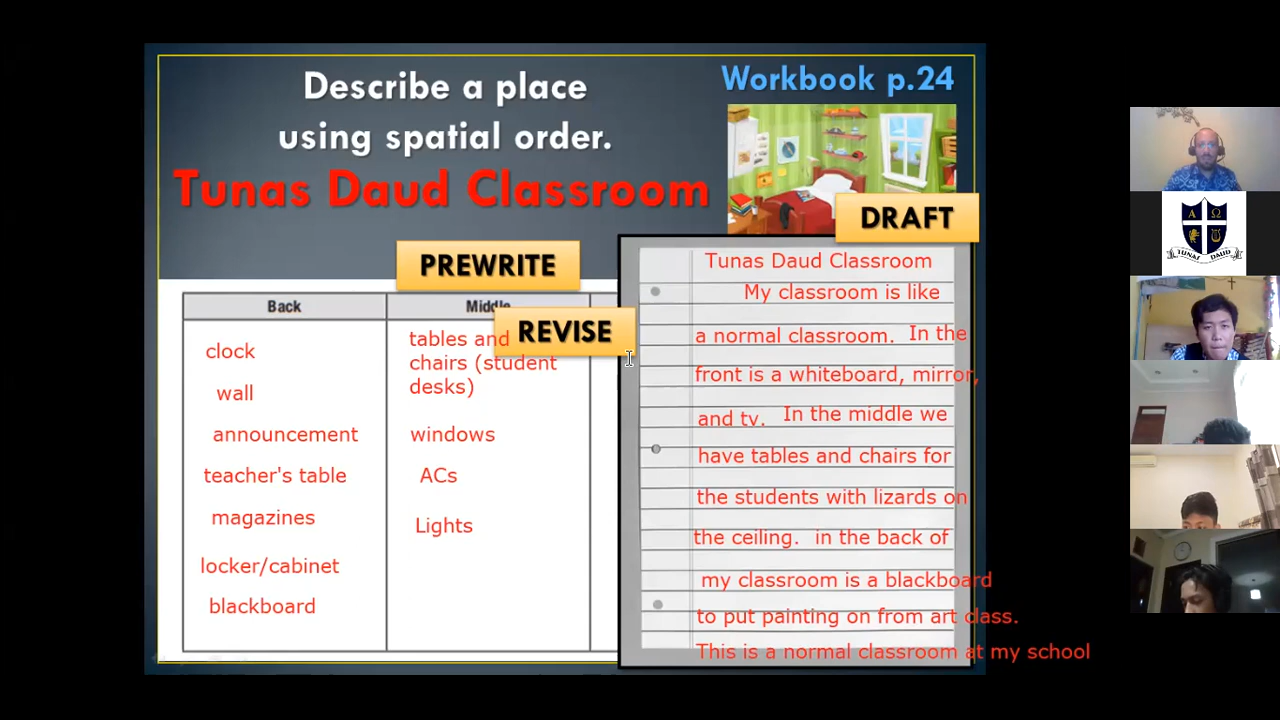 Describe a place
using spatial order.
Tunas Daud Classroom
Workbook p.24
DRAFT
PREWRITE
REVISE
Back
Middle
clock
wall
announcement
teacher's table
magazines
locker/cabinet
blackboard
tables and
chairs (student
desks)
windows
ACs
Lights
Tunas Daud Classroom
My classroom is like
a normal classroom. In the
front is a whiteboard, mirror,
and tv. In the middle we
have tables and chairs for
the students with lizards on
the ceiling. in the back of
my classroom is a blackboard
to put painting on from art class.
This is a normal classroom at my school
Α Ω
TUNAS DAUD